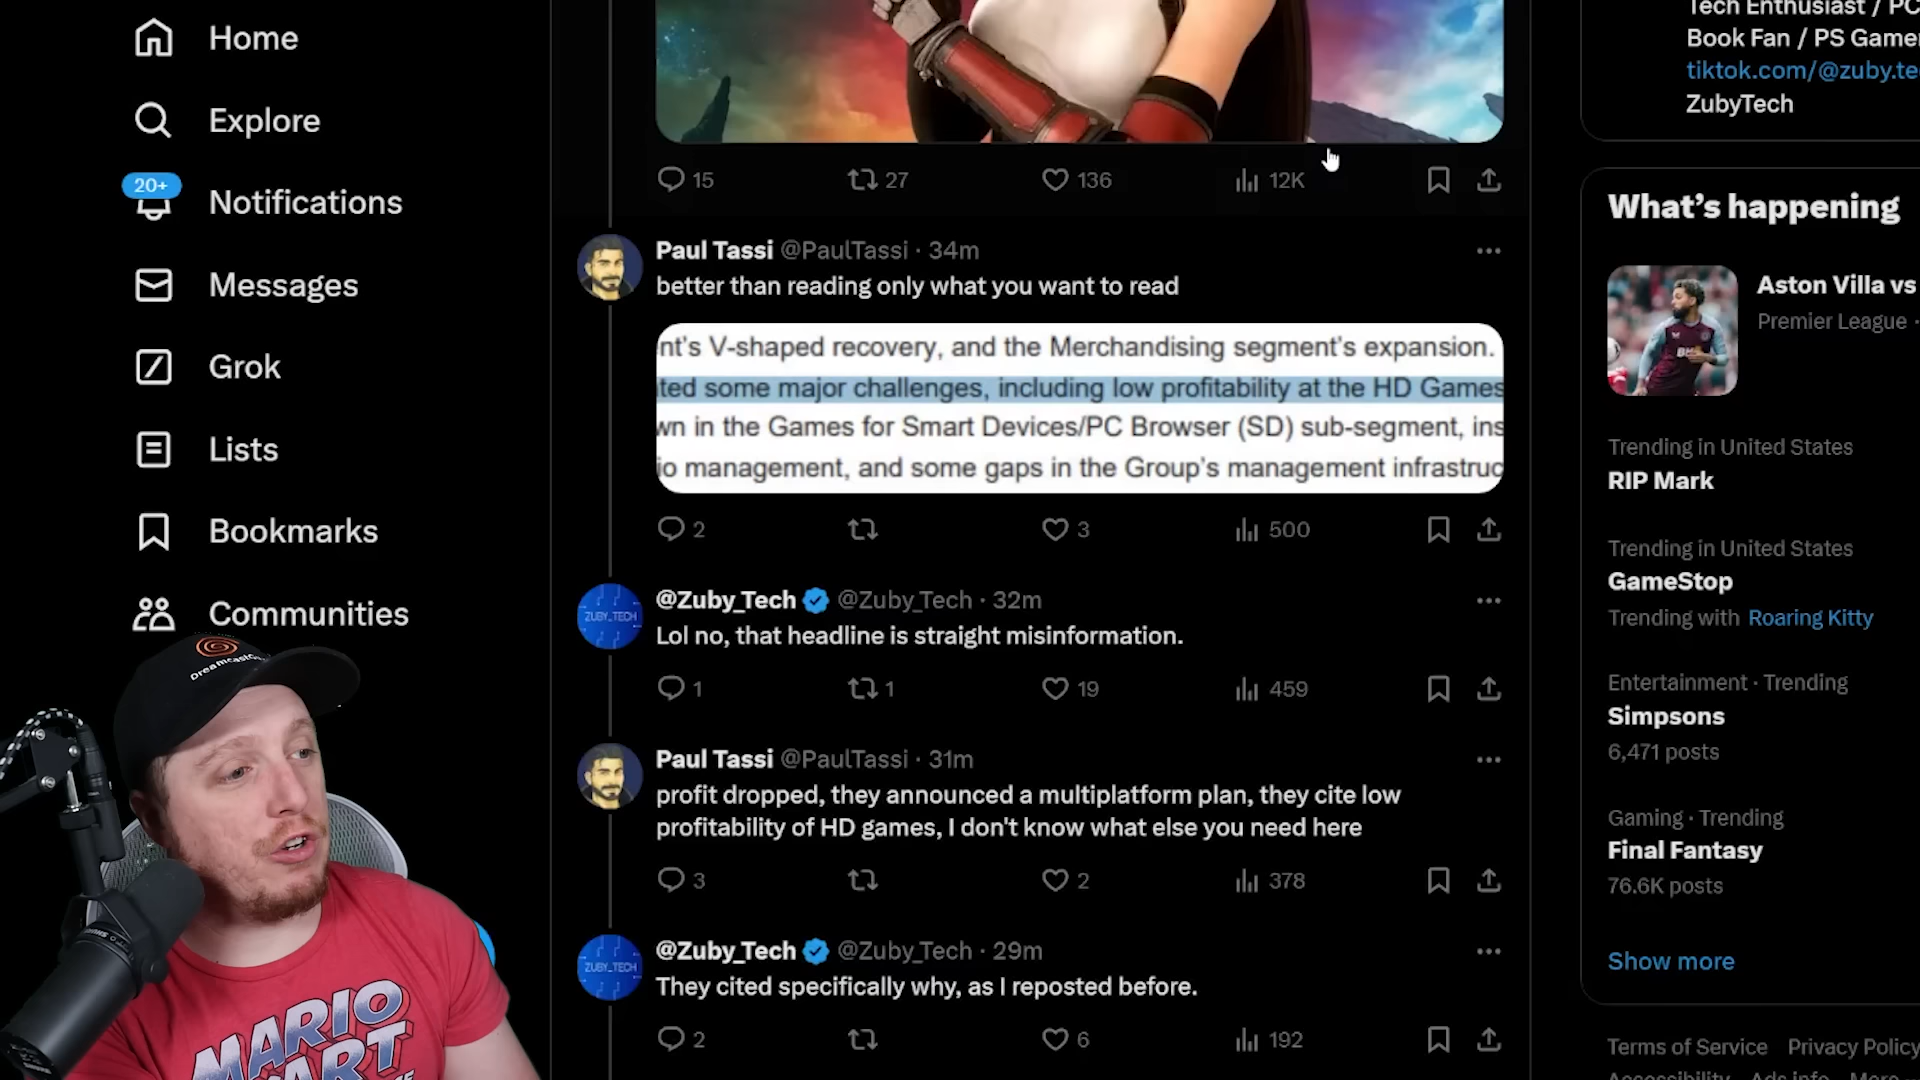 Home
Explore
20+
Notifications
Messages
Grok
Lists
Bookmarks
Communities
15 27 136 12K
Paul Tassi @PaulTassi · 34m
better than reading only what you want to read
nt's V-shaped recovery, and the Merchandising segment's expansion.
ted some major challenges, including low profitability at the HD Games
wn in the Games for Smart Devices/PC Browser (SD) sub-segment, ins
io management, and some gaps in the Group's management infrastruc
2 3 500
ZUBY_TECH
@Zuby_Tech @Zuby_Tech · 32m
Lol no, that headline is straight misinformation.
1 1 19 459
Paul Tassi @PaulTassi · 31m
profit dropped, they announced a multiplatform plan, they cite low
profitability of HD games, I don't know what else you need here
3 2 378
ZUBY_TECH
@Zuby_Tech @Zuby_Tech · 29m
They cited specifically why, as I reposted before.
2 6 192
Tech Enthusiast / PC
Book Fan / PS Gamer
tiktok.com/@zuby.te
ZubyTech
What's happening
Aston Villa vs
Premier League ·
Trending in United States
RIP Mark
Trending in United States
GameStop
Trending with Roaring Kitty
Entertainment · Trending
Simpsons
6,471 posts
Gaming · Trending
Final Fantasy
76.6K posts
Show more
Terms of Service Privacy Policy
Accessibility Ads info More
MARIO
KART